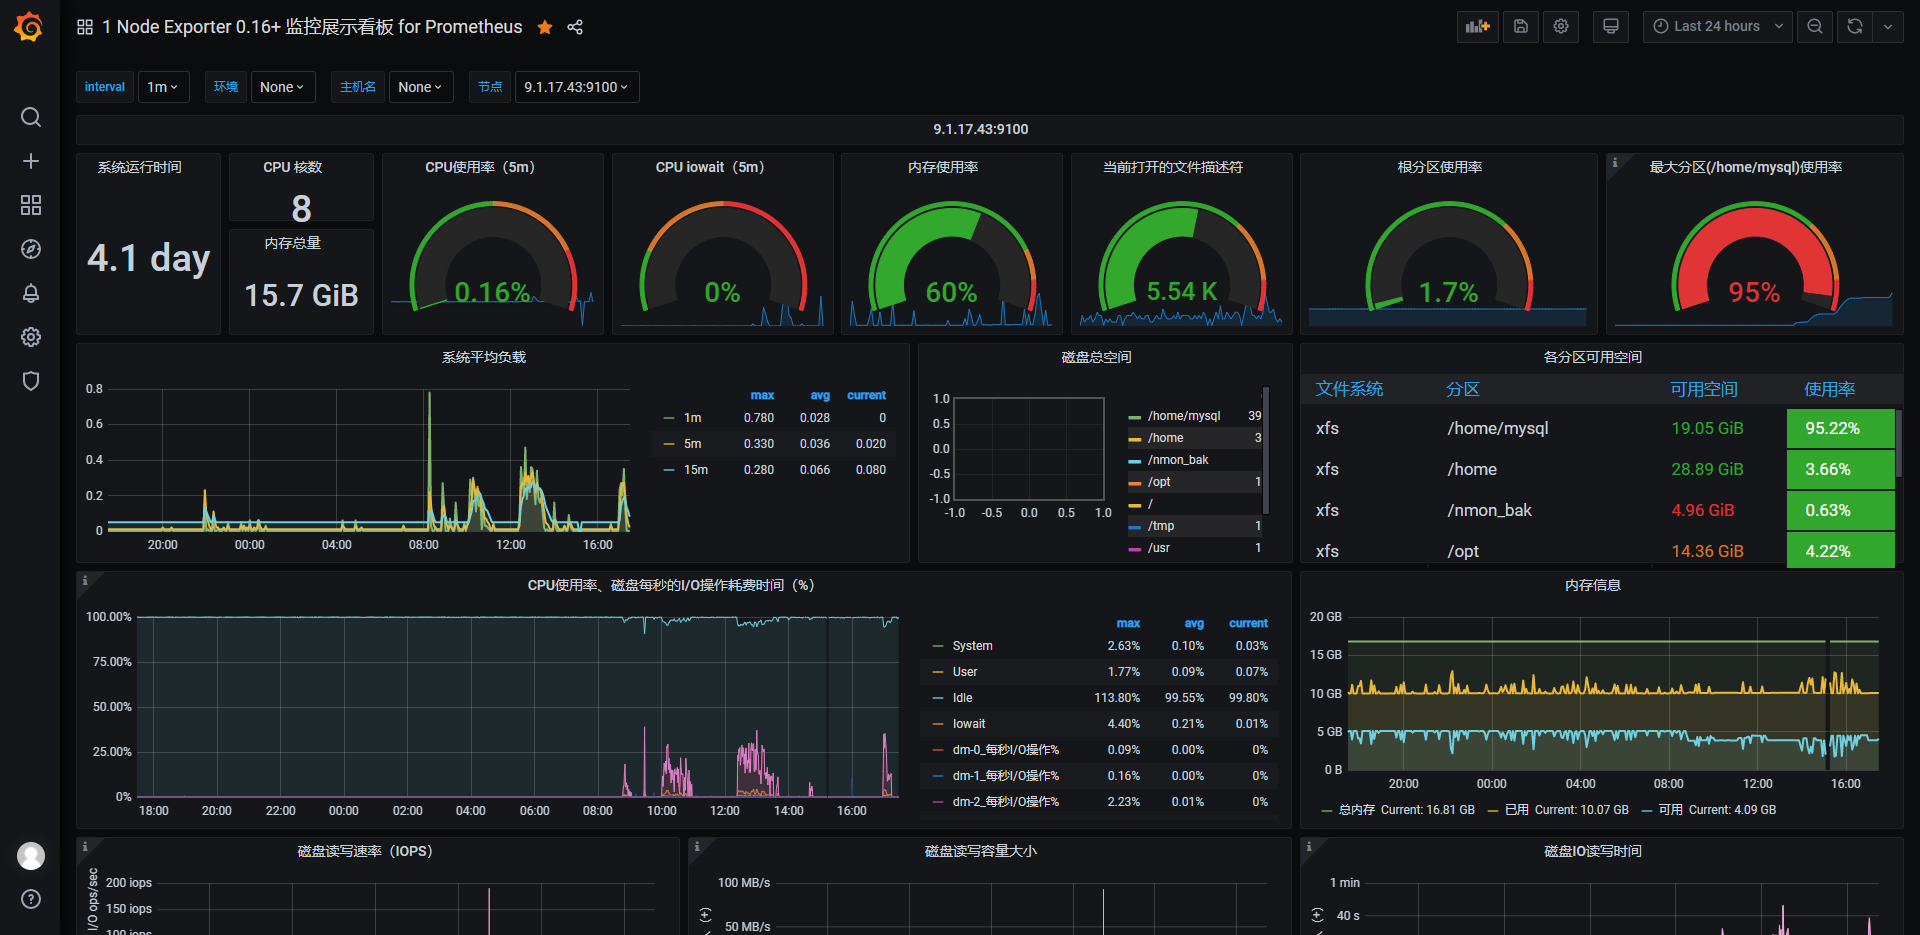 1 Node Exporter 0.16+ 监控展示看板 for Prometheus
Last 24 hours
interval 1m 环境 None 主机名 None 节点 9.1.17.43:9100
9.1.17.43:9100
系统运行时间
4.1 day
CPU 核数
8
内存总量
15.7 GiB
CPU使用率（5m）
0.16%
CPU iowait（5m）
0%
内存使用率
60%
当前打开的文件描述符
5.54 K
根分区使用率
1.7%
最大分区(/home/mysql)使用率
95%
系统平均负载
0.8
0.6
0.4
0.2
0
20:00 00:00 04:00 08:00 12:00 16:00
max avg current
1m 0.780 0.028 0
5m 0.330 0.036 0.020
15m 0.280 0.066 0.080
磁盘总空间
1.0
0.5
0.0
-0.5
-1.0
-1.0 -0.5 0.0 0.5 1.0
/home/mysql 39
/home 3
/nmon_bak
/opt 1
/
/tmp 1
/usr 1
各分区可用空间
文件系统 分区 可用空间 使用率
xfs /home/mysql 19.05 GiB 95.22%
xfs /home 28.89 GiB 3.66%
xfs /nmon_bak 4.96 GiB 0.63%
xfs /opt 14.36 GiB 4.22%
CPU使用率、磁盘每秒的I/O操作耗费时间（%）
100.00%
75.00%
50.00%
25.00%
0%
18:00 20:00 22:00 00:00 02:00 04:00 06:00 08:00 10:00 12:00 14:00 16:00
max avg current
System 2.63% 0.10% 0.03%
User 1.77% 0.09% 0.07%
Idle 113.80% 99.55% 99.80%
Iowait 4.40% 0.21% 0.01%
dm-0_每秒I/O操作% 0.09% 0.00% 0%
dm-1_每秒I/O操作% 0.16% 0.00% 0%
dm-2_每秒I/O操作% 2.23% 0.01% 0%
内存信息
20 GB
15 GB
10 GB
5 GB
0 B
20:00 00:00 04:00 08:00 12:00 16:00
总内存 Current: 16.81 GB 已用 Current: 10.07 GB 可用 Current: 4.09 GB
磁盘读写速率（IOPS）
I/O ops/sec
200 iops
150 iops
100 iops
磁盘读写容量大小
100 MB/s
50 MB/s
磁盘IO读写时间
1 min
40 s